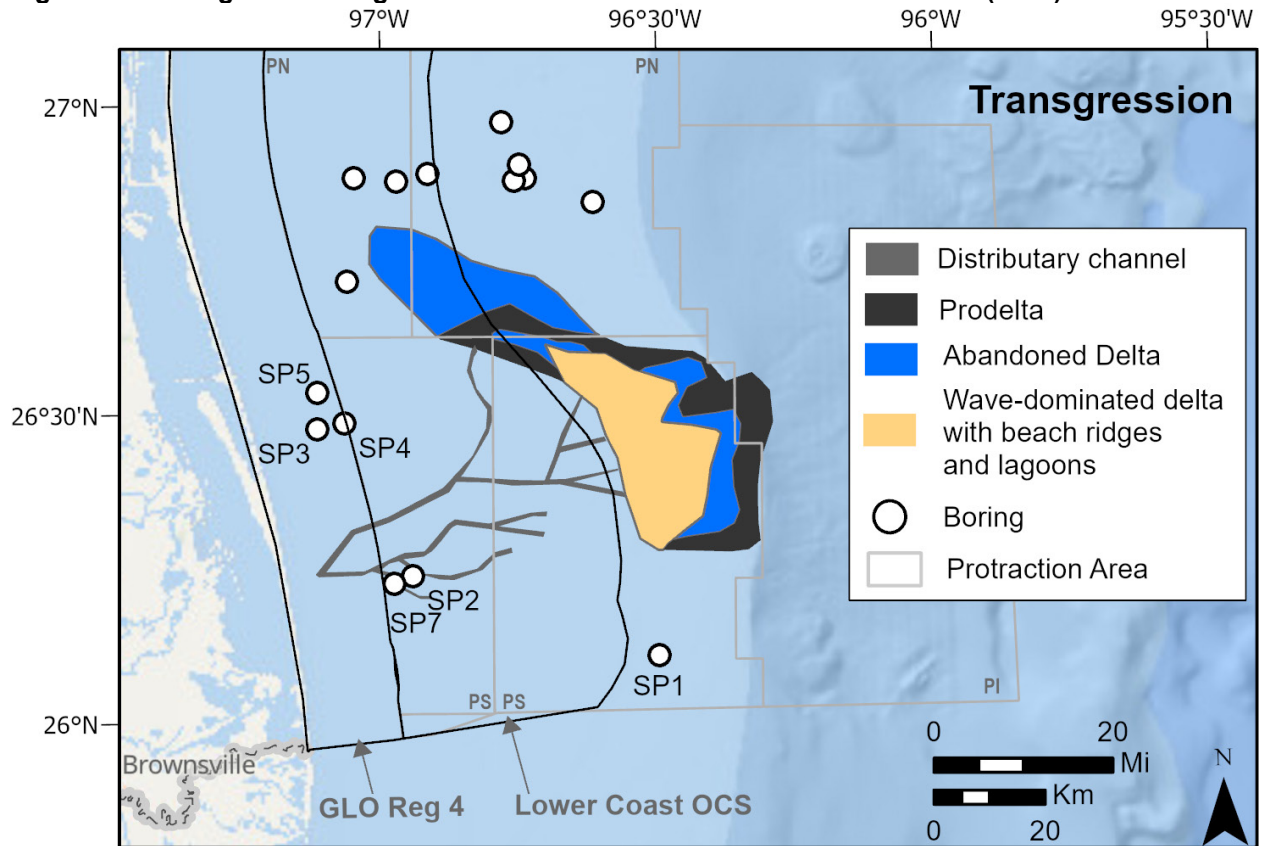 97°W
96°30'W
96°W
95°30'W
PN
PN
Transgression
27°N
26°30'N
26°N
SP5
SP3
SP4
SP2
SP7
SP1
PS PS
PI
Distributary channel
Prodelta
Abandoned Delta
Wave-dominated delta
with beach ridges
and lagoons
Boring
Protraction Area
Brownsville
GLO Reg 4
Lower Coast OCS
0 20
Mi
Km
0 20
N